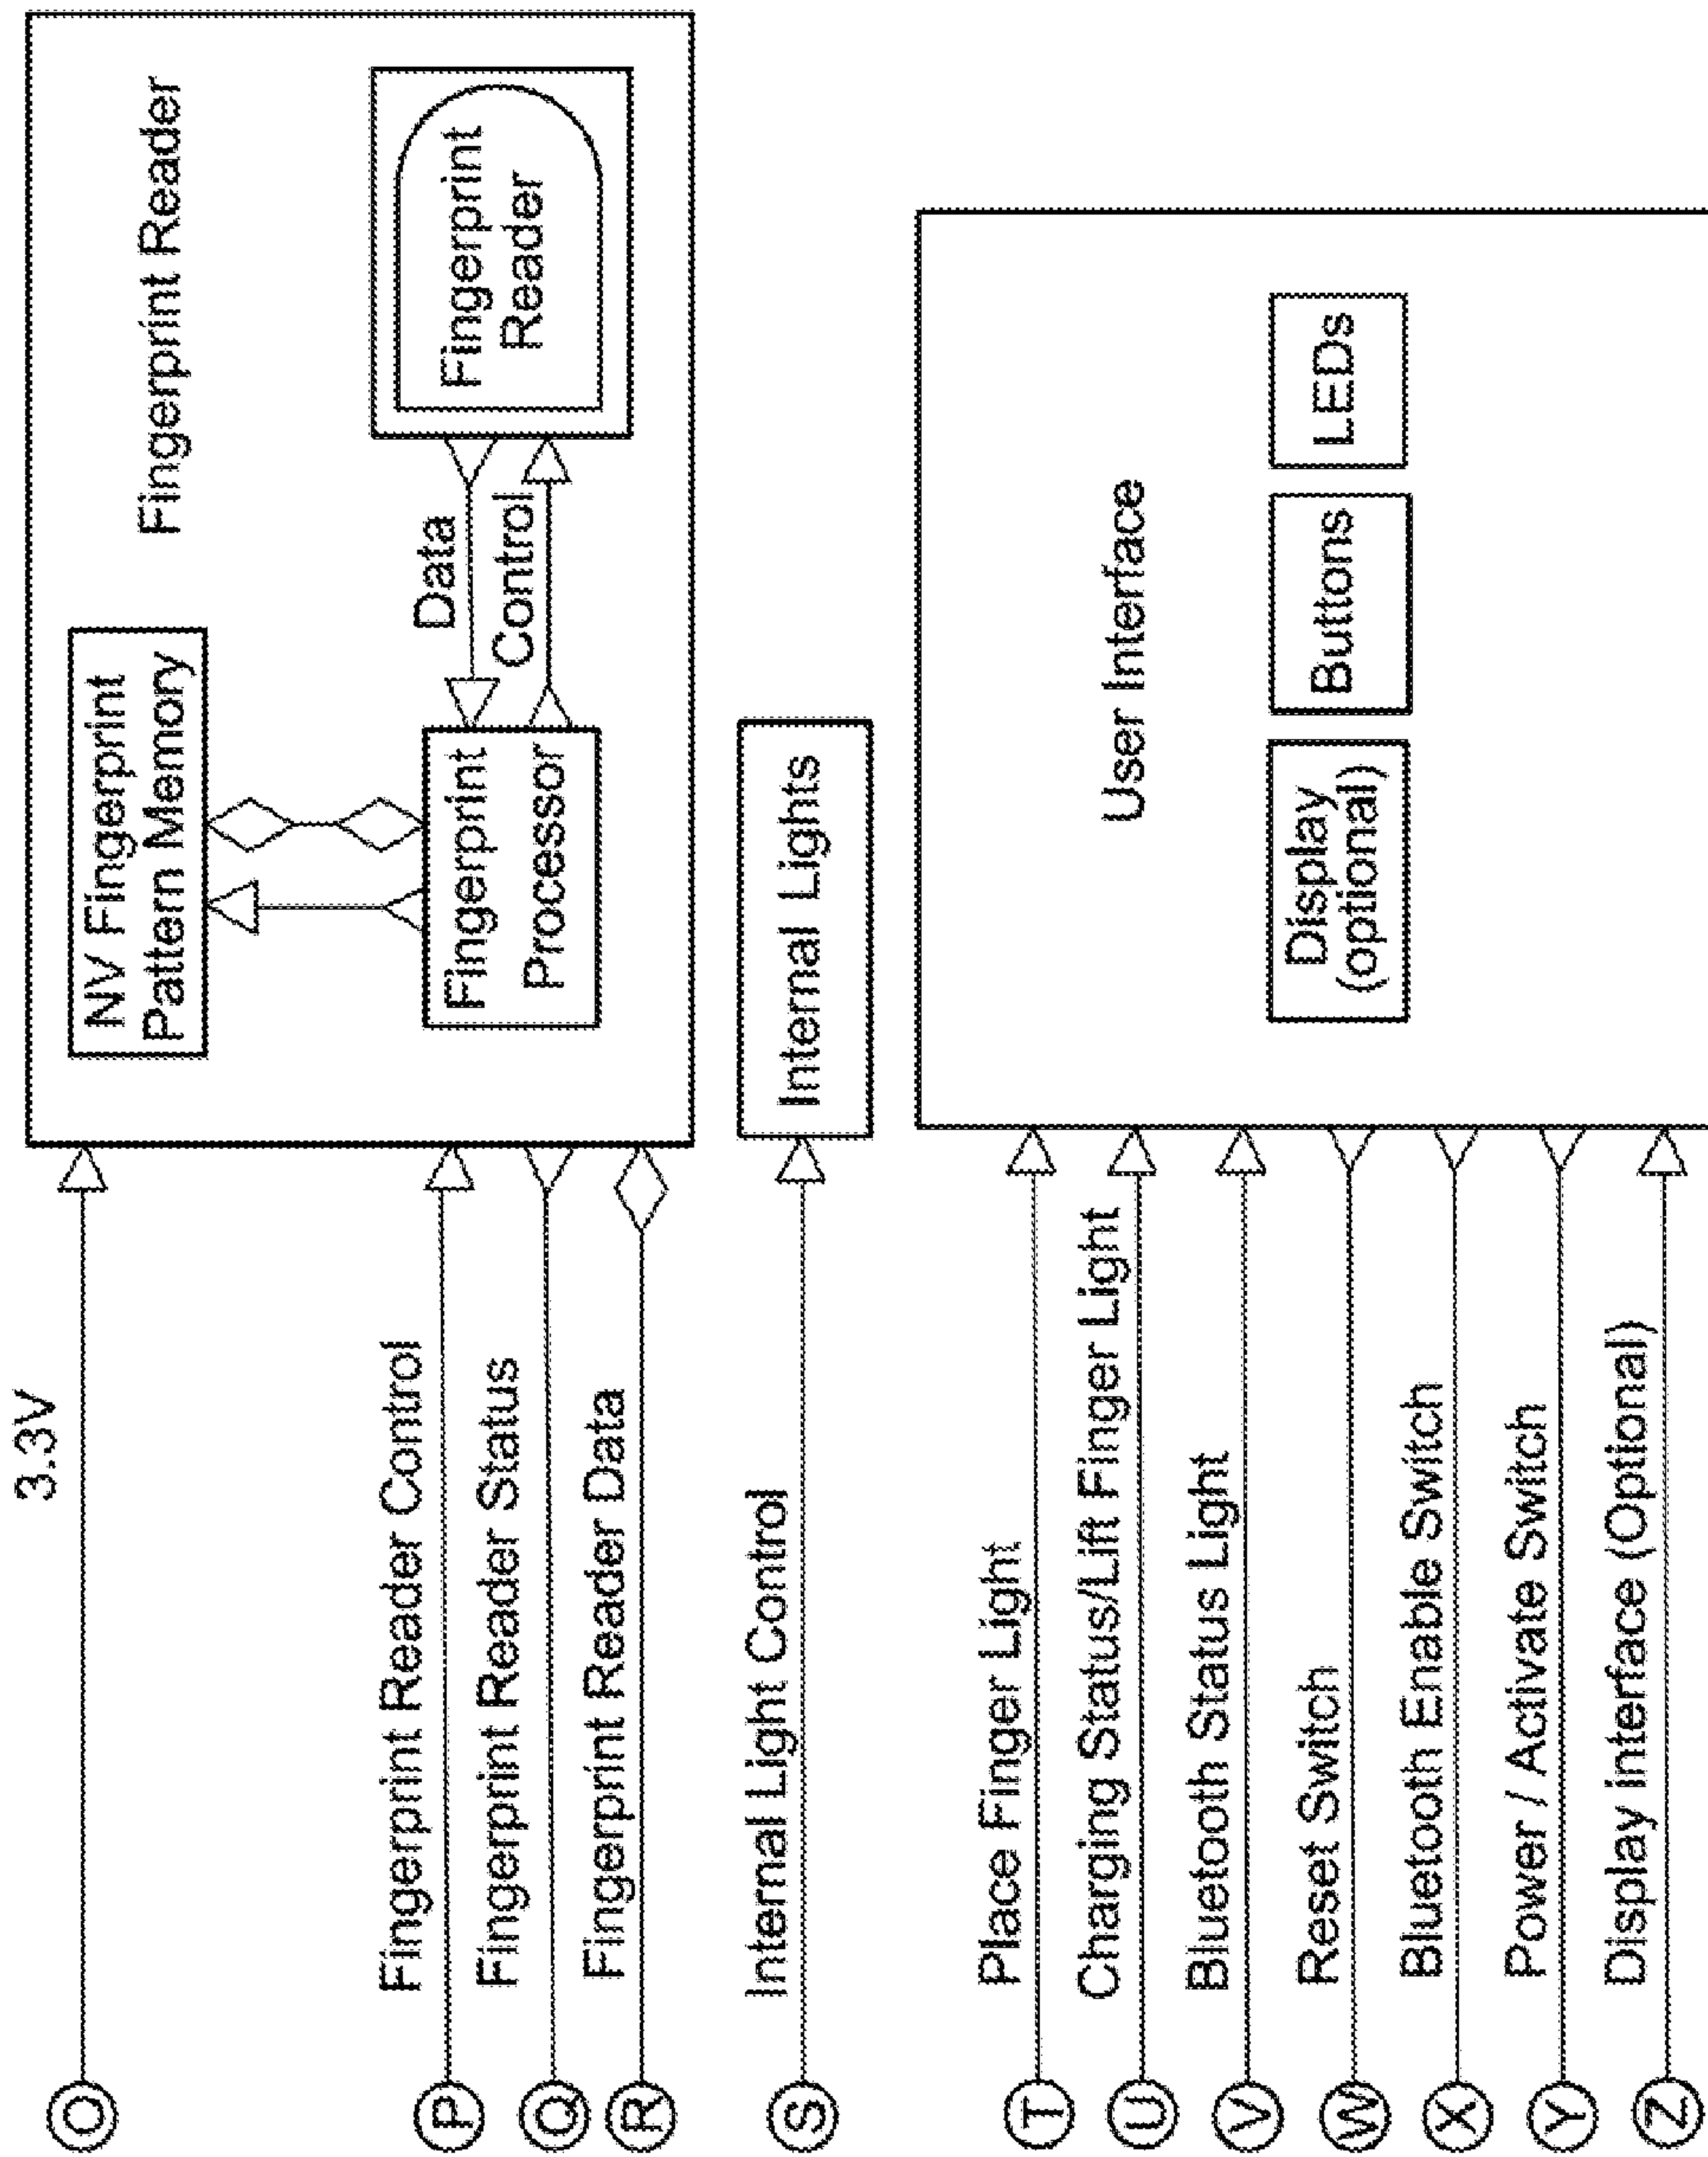 3.3V
O
Fingerprint Reader
NV Fingerprint
Pattern Memory
Fingerprint
Processor
Data
Control
Fingerprint
Reader
Fingerprint Reader Control
P
Fingerprint Reader Status
Q
Fingerprint Reader Data
R
Internal Light Control
S
Internal Lights
Place Finger Light
T
Charging Status/Lift Finger Light
U
Bluetooth Status Light
V
Reset Switch
W
Bluetooth Enable Switch
X
Power / Activate Switch
Y
Display Interface (Optional)
Z
User Interface
Display
(optional)
Buttons
LEDs